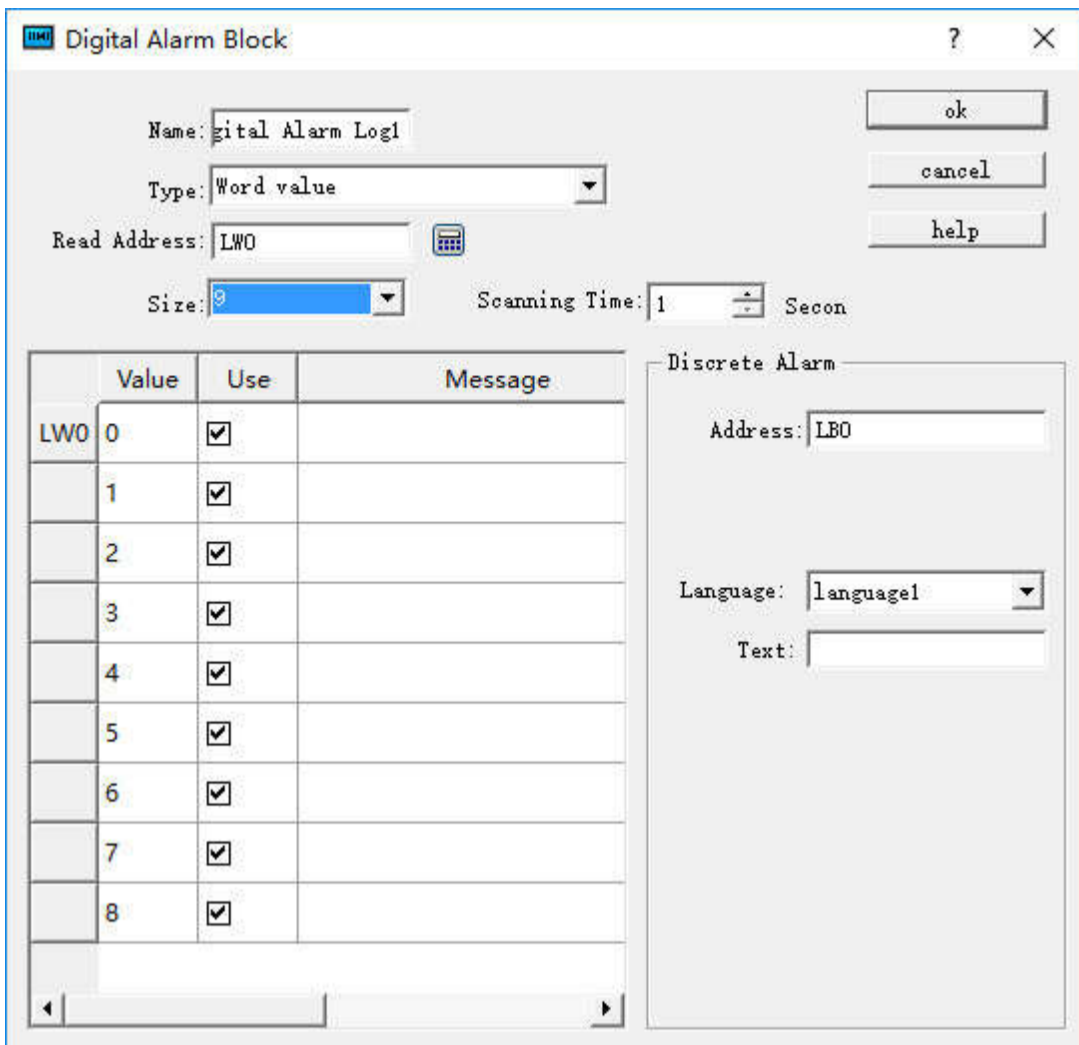 Digital Alarm Block
Name: gital Alarm Log1
ok
Type: Word value
cancel
Read Address: LW0
help
Size: 9
Scanning Time: 1 Secon
Value Use Message
LW0 0
1
2
3
4
5
6
7
8
Discrete Alarm
Address: LB0
Language: language1
Text: